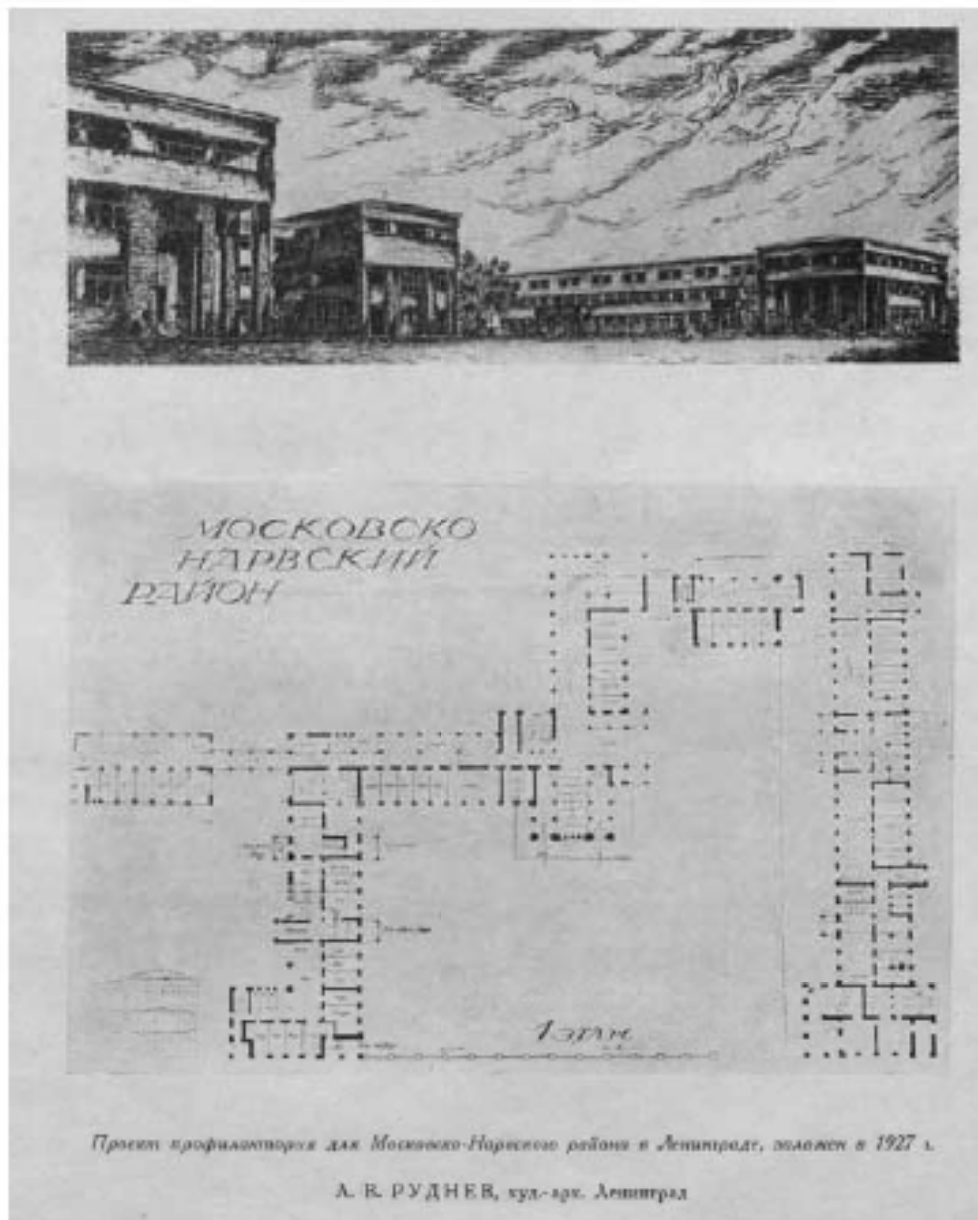 МОСКОВСКО
НАРВСКИЙ
РАЙОН
1 ЭТАЖ
Проект профилактория для Московско-Нарвского района в Ленинграде, заложен в 1927 г.
А. В. РУДНЕВ, худ.-арх. Ленинград